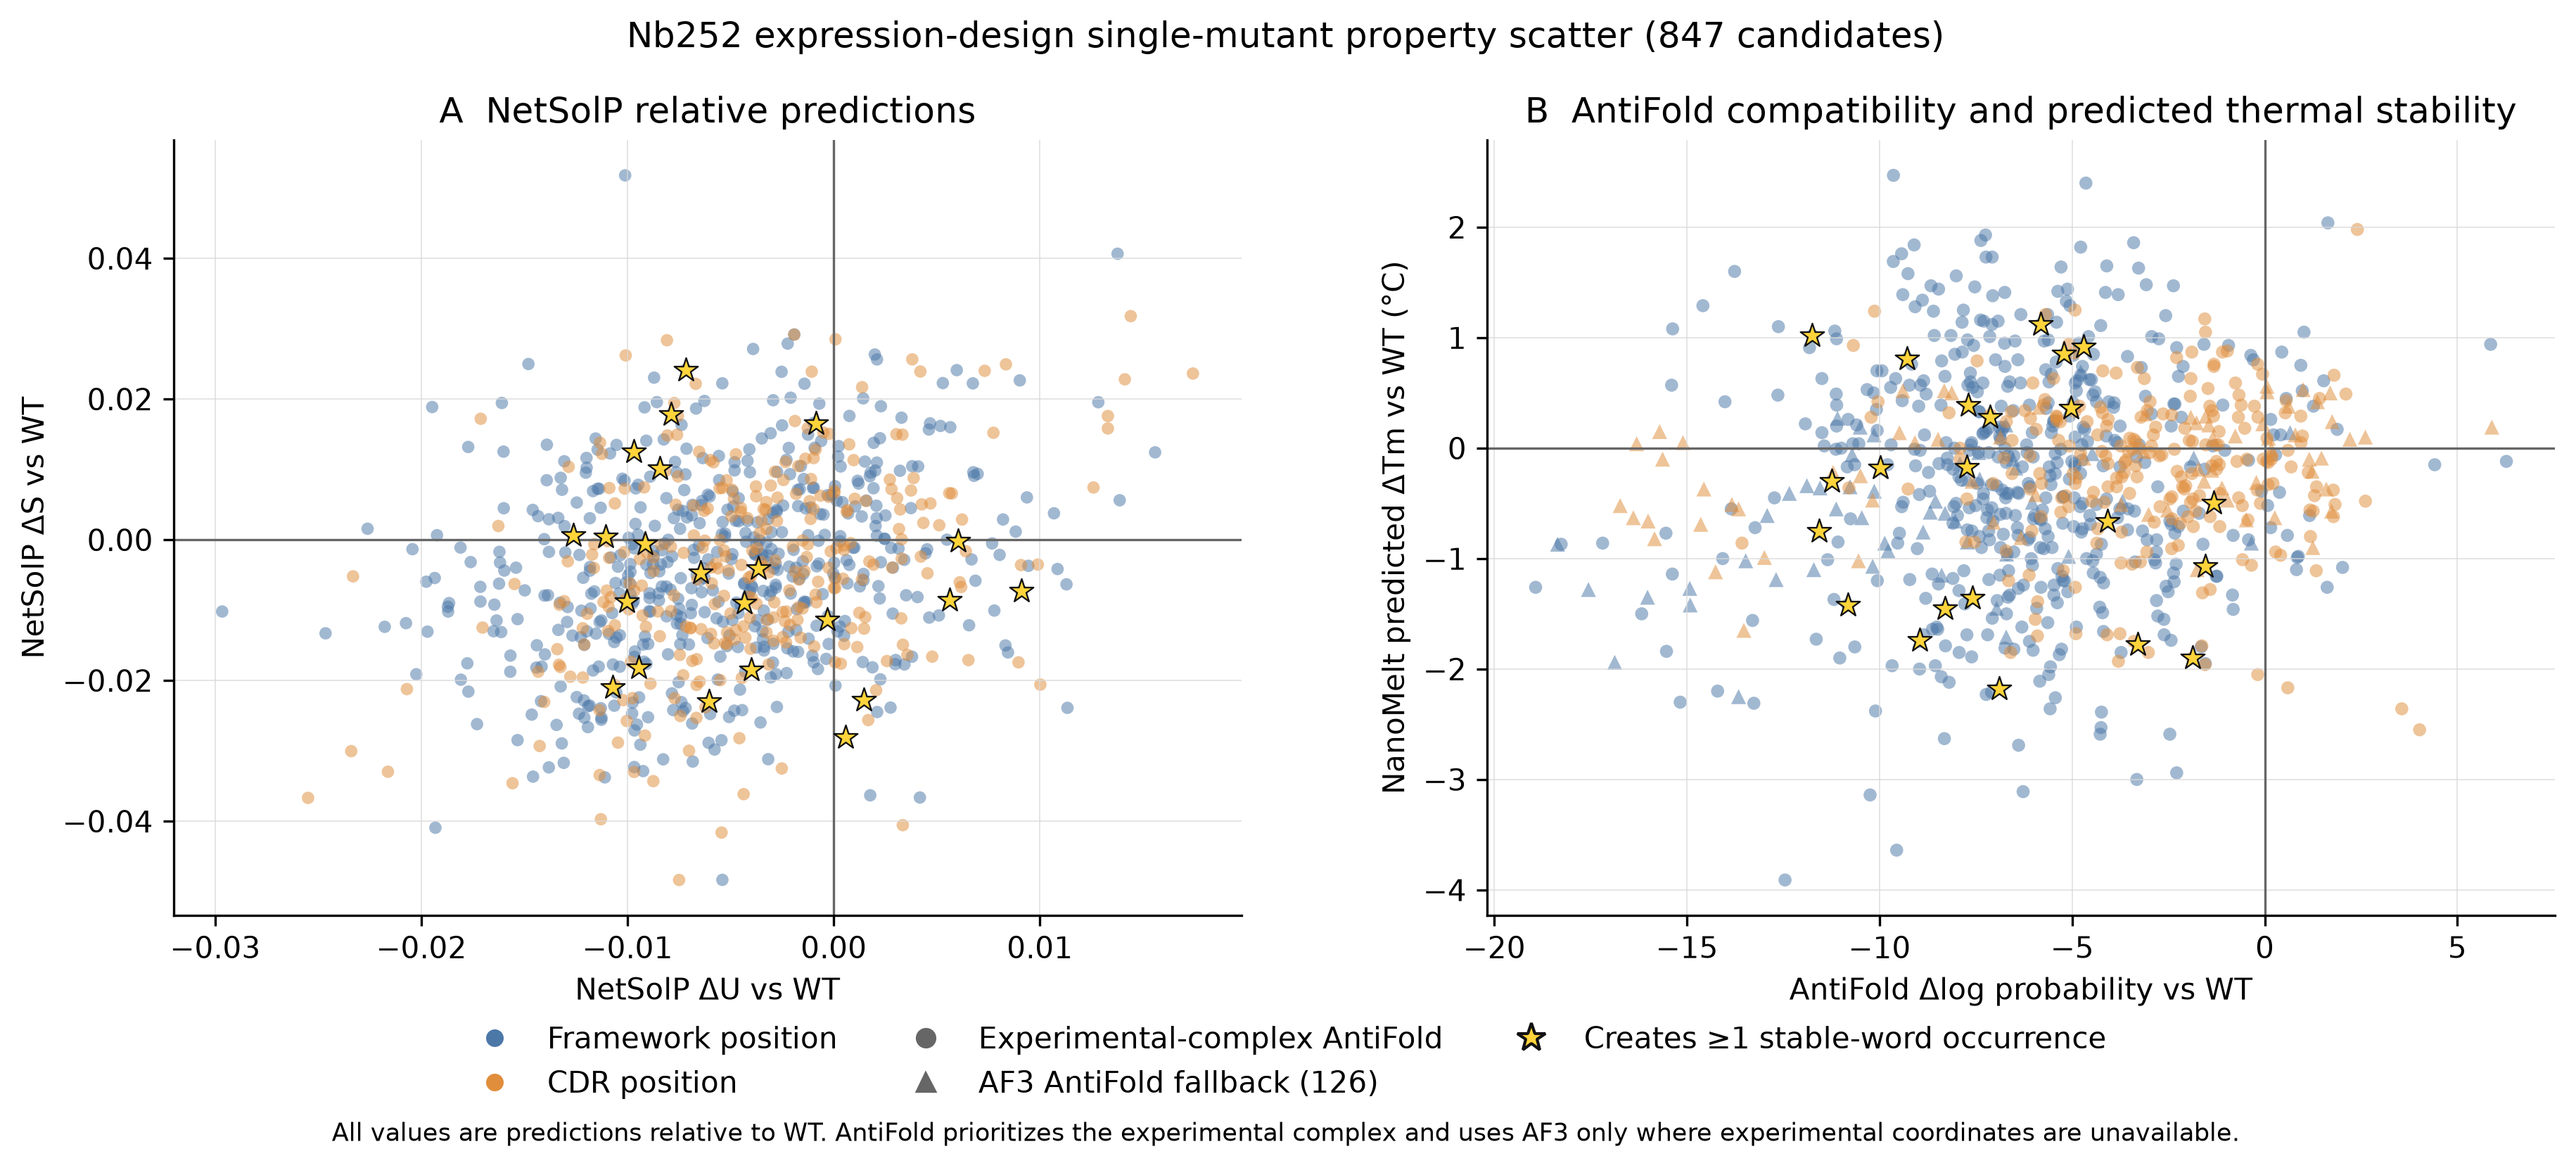 Nb252 expression-design single-mutant property scatter (847 candidates)
A NetSolP relative predictions
NetSolP ΔS vs WT
0.04
0.02
0.00
−0.02
−0.04
−0.03
−0.02
−0.01
0.00
0.01
NetSolP ΔU vs WT
B AntiFold compatibility and predicted thermal stability
NanoMelt predicted ΔTm vs WT (°C)
2
1
0
−1
−2
−3
−4
−20
−15
−10
−5
0
5
AntiFold Δlog probability vs WT
Framework position
CDR position
Experimental-complex AntiFold
AF3 AntiFold fallback (126)
Creates ≥1 stable-word occurrence
All values are predictions relative to WT. AntiFold prioritizes the experimental complex and uses AF3 only where experimental coordinates are unavailable.